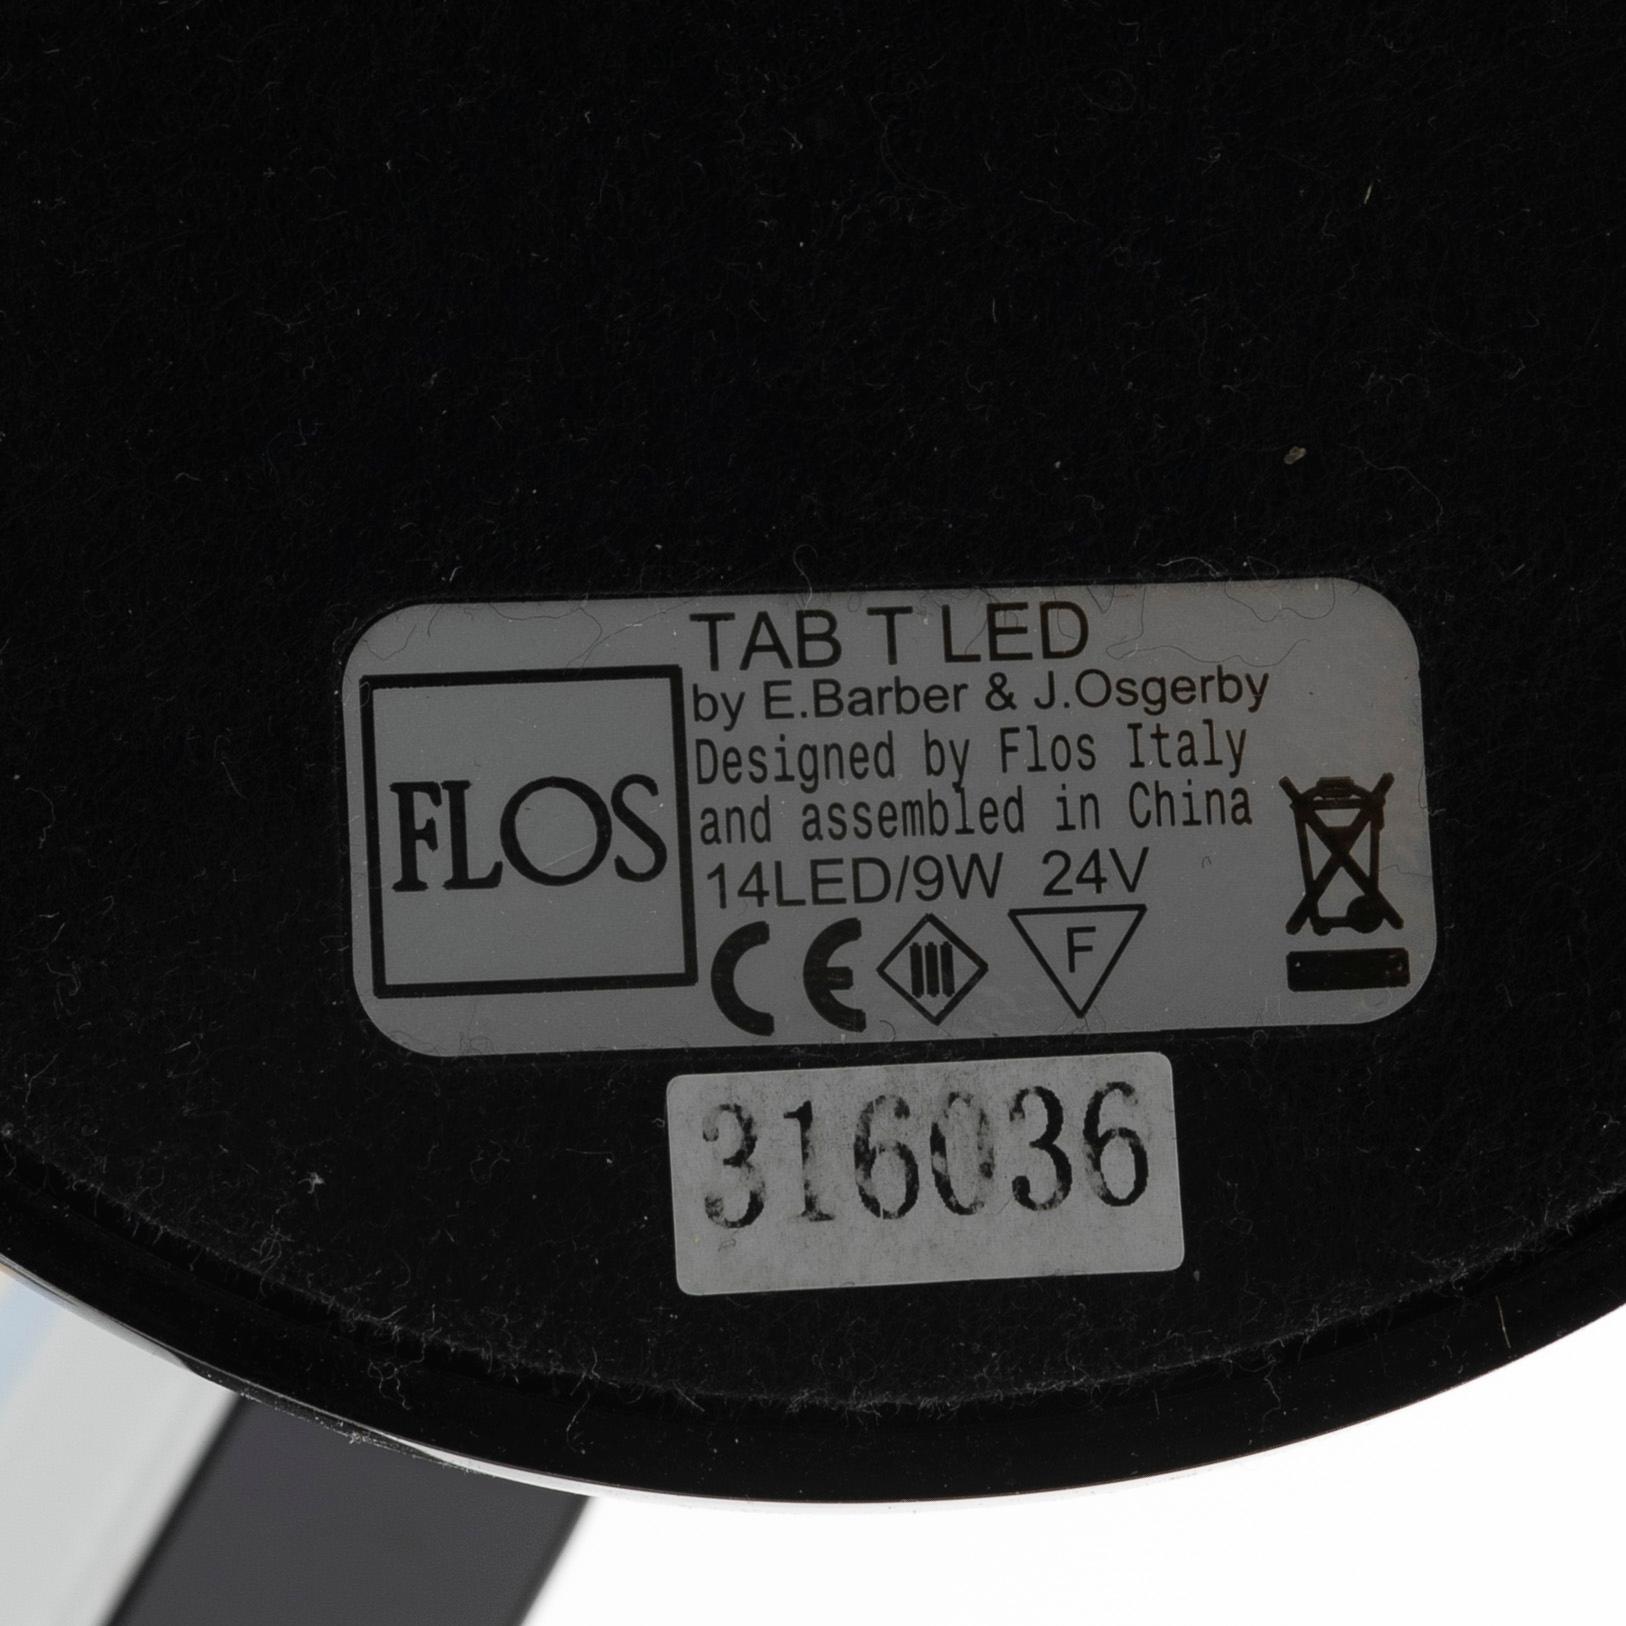 TAB T LED
by E.Barber & J.Osgerby
Designed by Flos Italy
and assembled in China
FLOS
14LED/9W 24V
CE F
316036